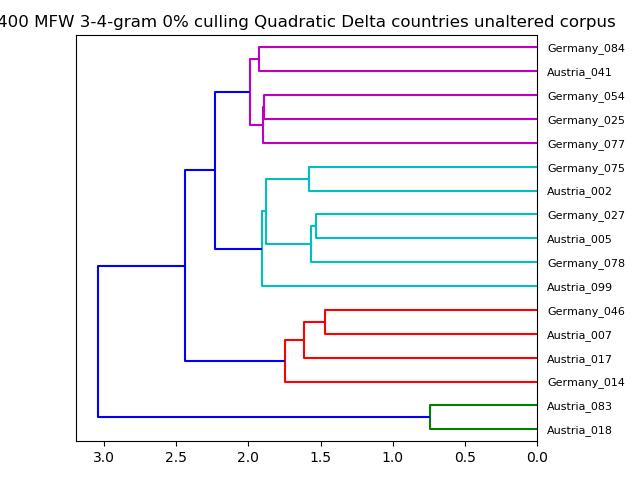 400 MFW 3-4-gram 0% culling Quadratic Delta countries unaltered corpus
Germany_084
Austria_041
Germany_054
Germany_025
Germany_077
Germany_075
Austria_002
Germany_027
Austria_005
Germany_078
Austria_099
Germany_046
Austria_007
Austria_017
Germany_014
Austria_083
Austria_018
3.0 2.5 2.0 1.5 1.0 0.5 0.0